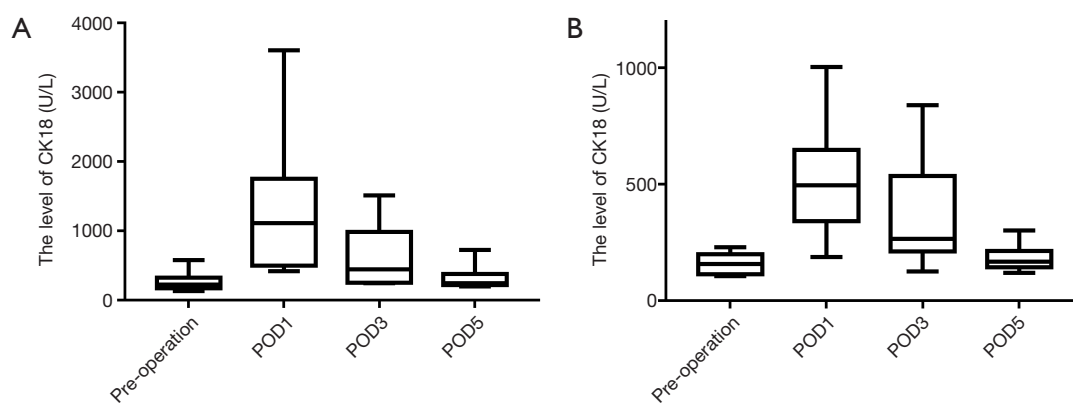 A
The level of CK18 (U/L)
4000
3000
2000
1000
0
Pre-operation
POD1
POD3
POD5
B
The level of CK18 (U/L)
1000
500
0
Pre-operation
POD1
POD3
POD5